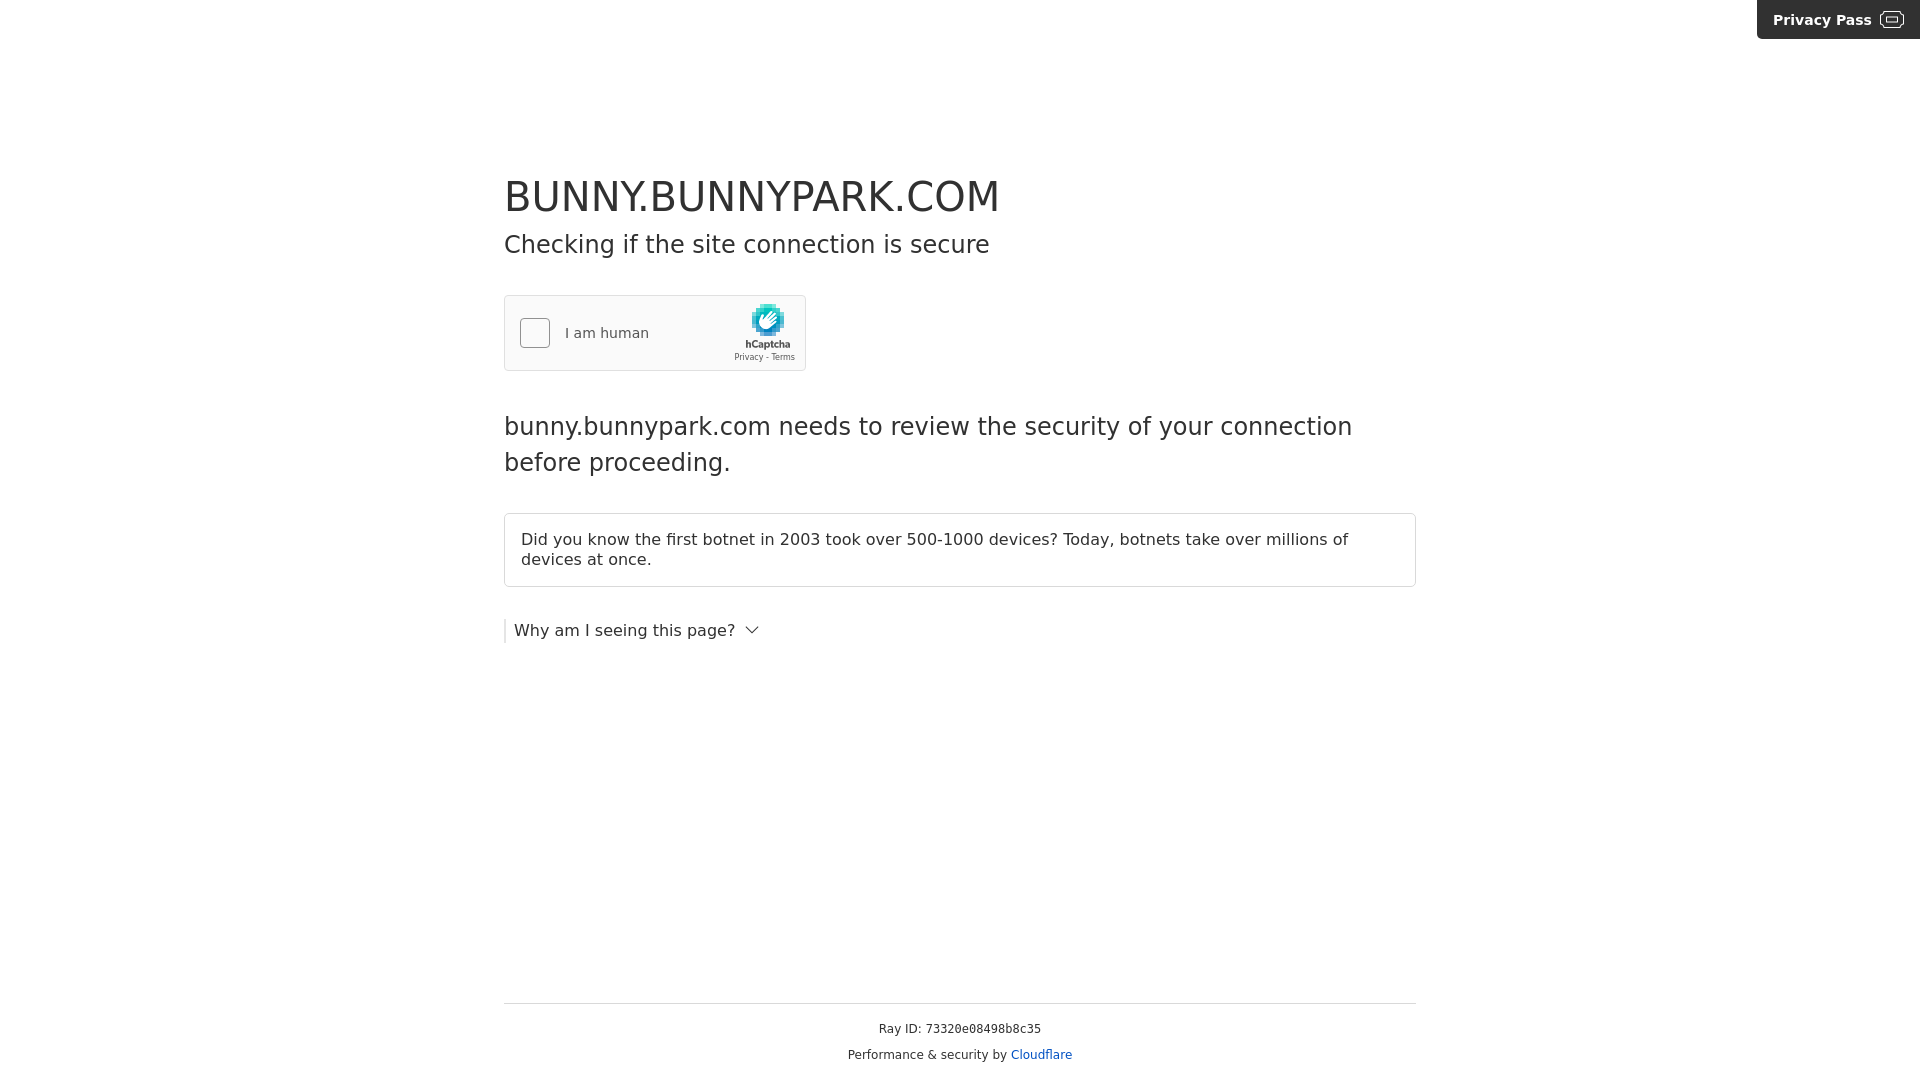 Privacy Pass
BUNNY.BUNNYPARK.COM
Checking if the site connection is secure
I am human
hCaptcha
Privacy - Terms
bunny.bunnypark.com needs to review the security of your connection
before proceeding.
Did you know the first botnet in 2003 took over 500-1000 devices? Today, botnets take over millions of
devices at once.
Why am I seeing this page?
Ray ID: 73320e08498b8c35
Performance & security by Cloudflare